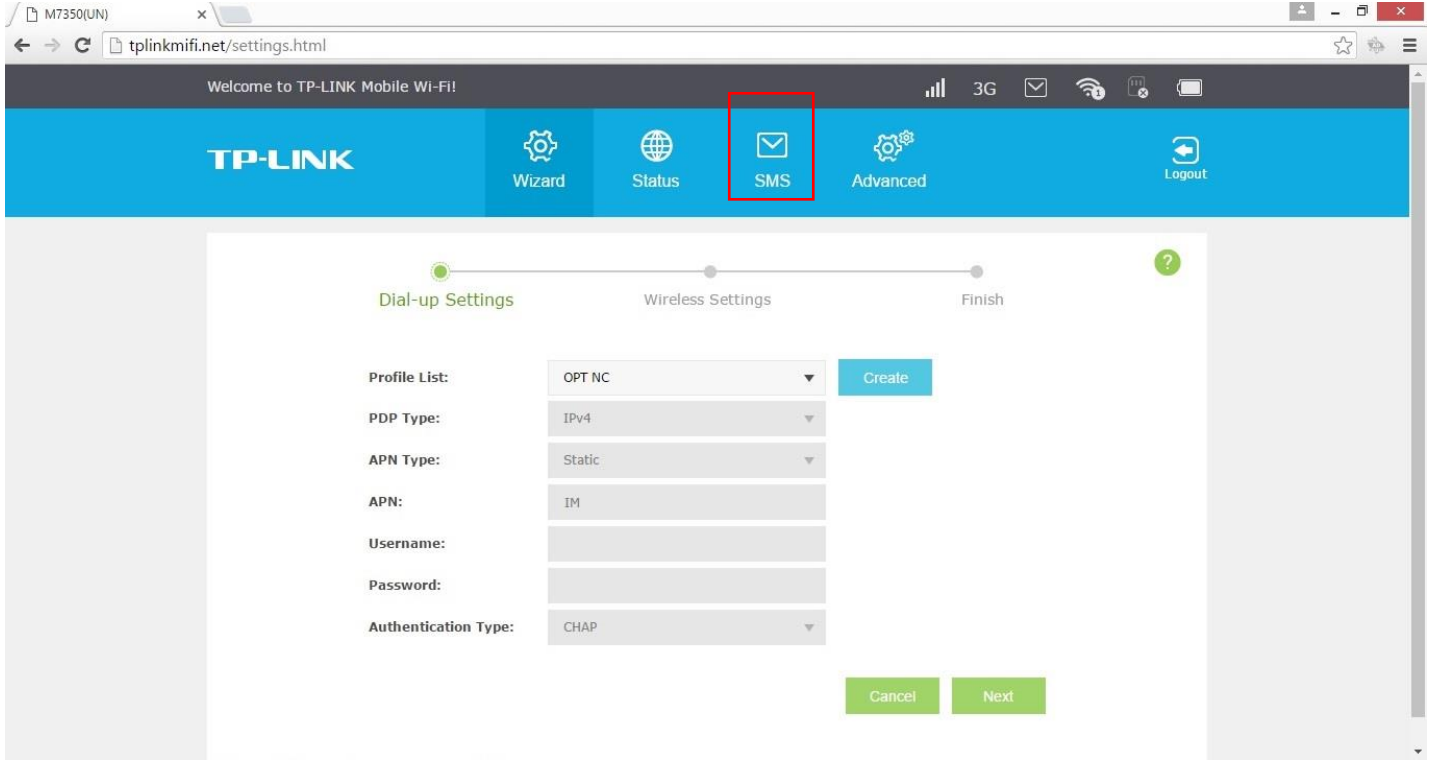 M7350(UN)
tplinkmifi.net/settings.html
Welcome to TP-LINK Mobile Wi-Fi!
3G
1
TP-LINK
Wizard
Status
SMS
Advanced
Logout
?
Dial-up Settings
Wireless Settings
Finish
Profile List:
OPT NC
Create
PDP Type:
IPv4
APN Type:
Static
APN:
IM
Username:
Password:
Authentication Type:
CHAP
Cancel
Next